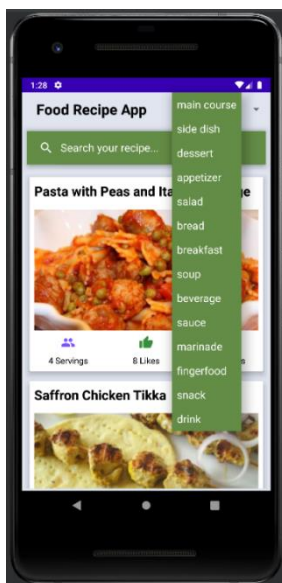 1:28
Food Recipe App
Search your recipe...
main course
side dish
dessert
appetizer
salad
bread
breakfast
soup
beverage
sauce
marinade
fingerfood
snack
drink
Pasta with Peas and Ita ge
4 Servings
8 Likes
s
Saffron Chicken Tikka